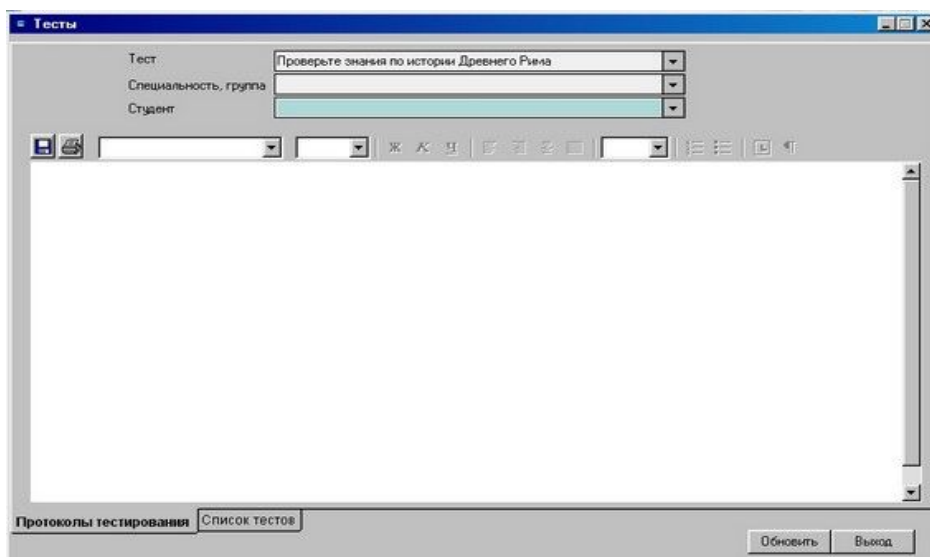 Тесты
Тест
Проверьте знания по истории Древнего Рима
Специальность, группа
Студент
Ж К Ч
Протоколы тестирования Список тестов
Обновить Выход